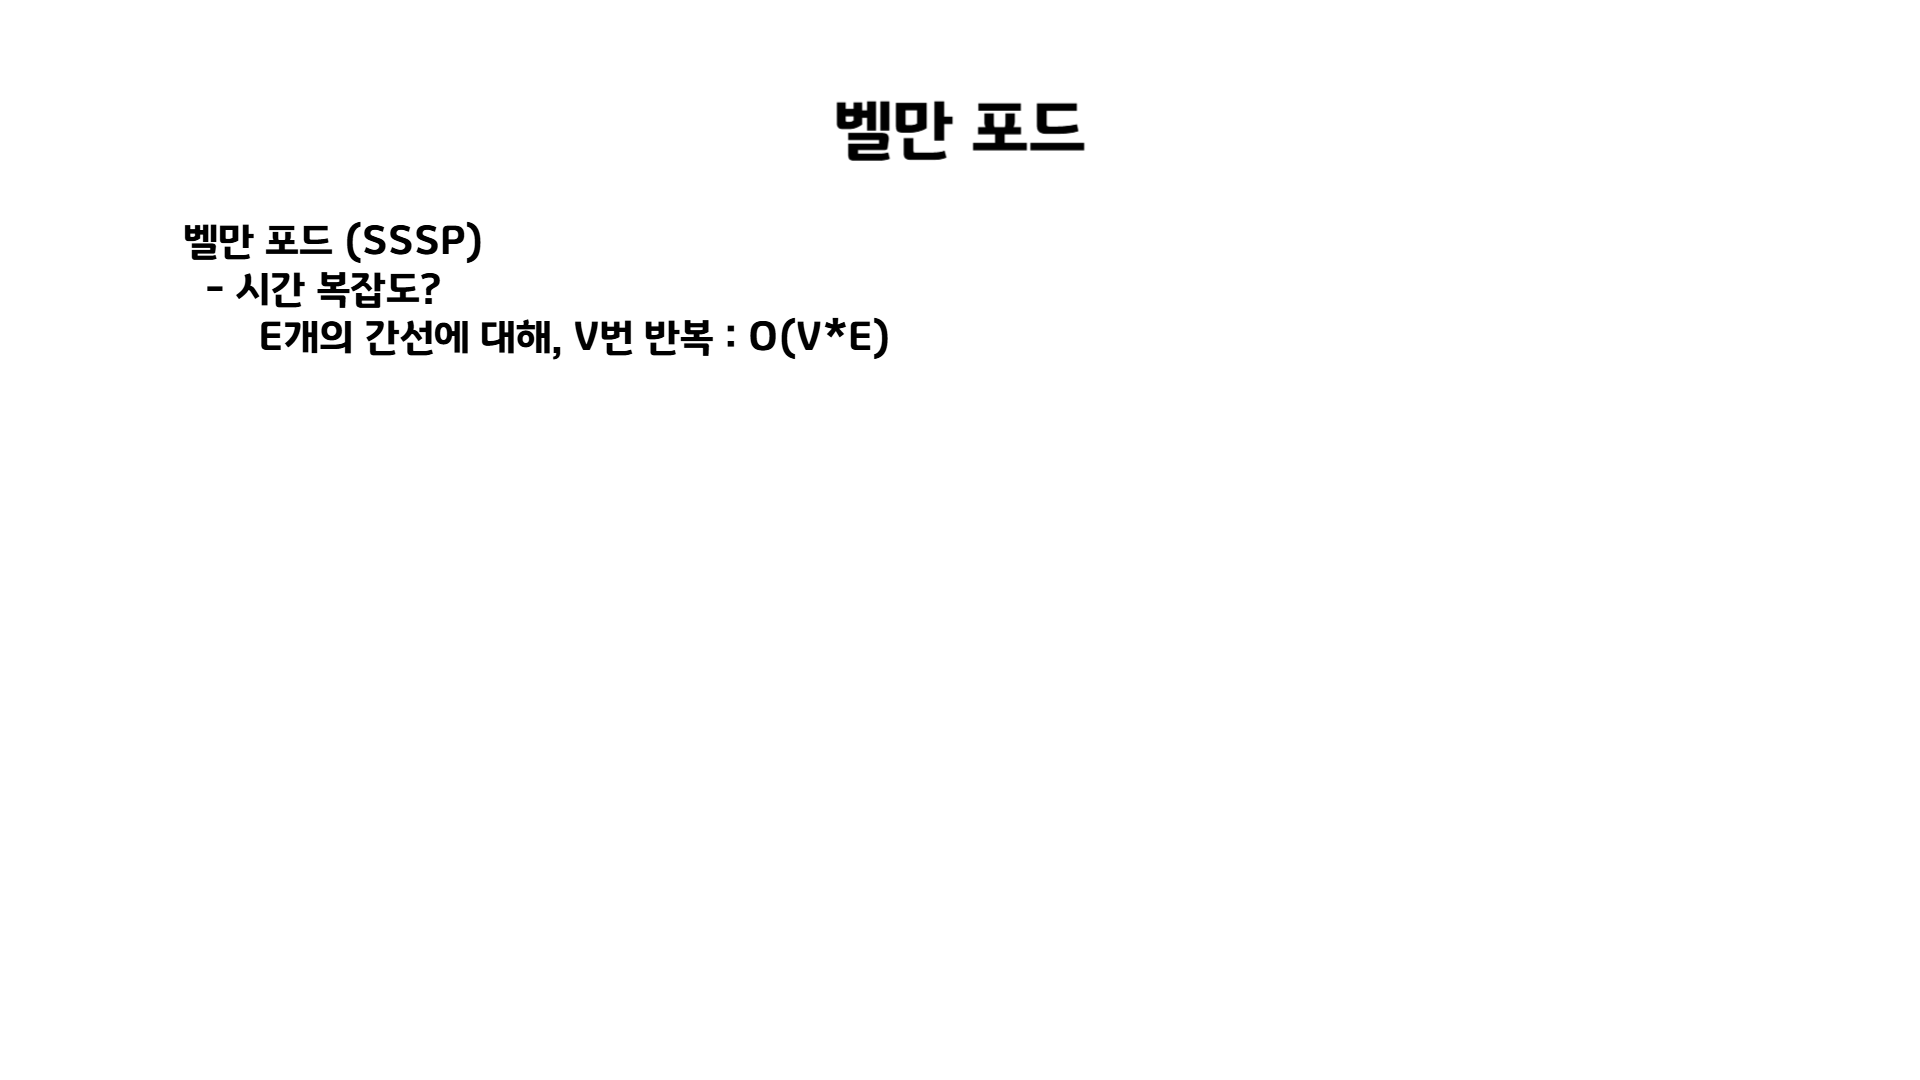 벨만 포드
벨만 포드 (SSSP)
- 시간 복잡도?
E개의 간선에 대해, V번 반복 : O(V*E)